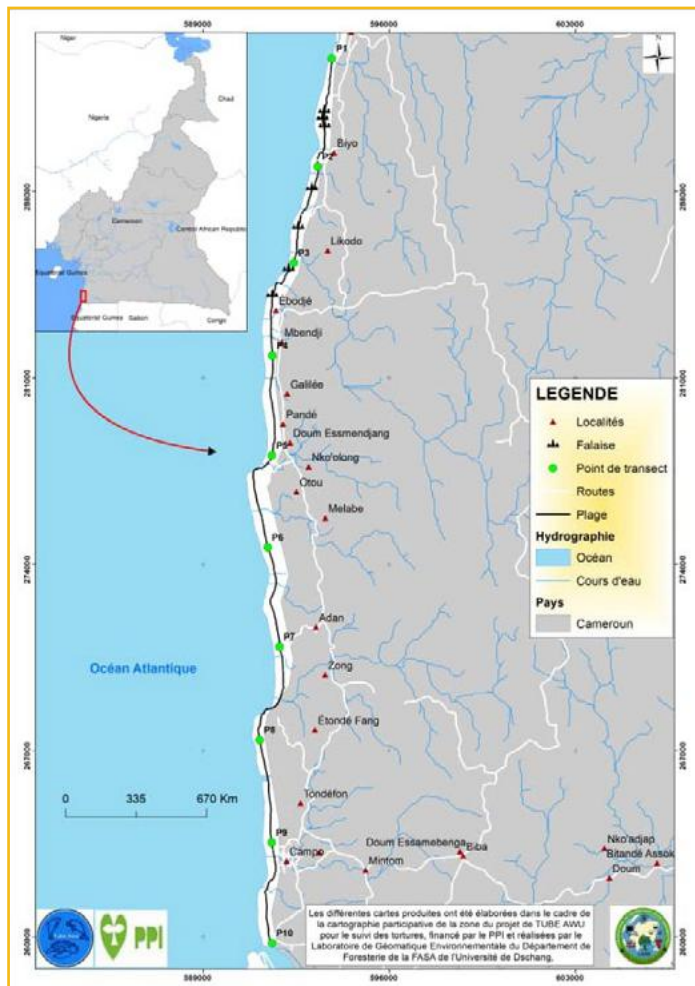 589000 596000 603000
Niger
Chad
Nigeria
Cameroon
Central African Republic
Equatorial Guinea
Equatorial Guinea Gabon
Congo
N
P1
Biyo
P2
288000 288000
Likodo
P3
Ebodjé
Mbendji
P4
281000 281000
Galilée
Pandé
Doum Essmendjang
P5
Nko'olong
Otou
Melabe
P6
274000 274000
Adan
P7
Zong
Océan Atlantique
Étondé Fang
P8
267000 267000
Tondéfon
P9
Campo
Doum Essamebenga
Biba
Mintom
Nko'adjap
Bitandé Assok
Doum
P10
260000 260000
LEGENDE
Localités
Falaise
Point de transect
Routes
Plage
Hydrographie
Océan
Cours d'eau
Pays
Cameroun
0 335 670 Km
PPI
Les différentes cartes produites ont été élaborées dans le cadre de
la cartographie participative de la zone du projet de TUBE AWU
pour le suivi des tortures, financé par le PPI et réalisées par le
Laboratoire de Géomatique Environnementale du Département de
Foresterie de la FASA de l'Université de Dschang.
589000 596000 603000